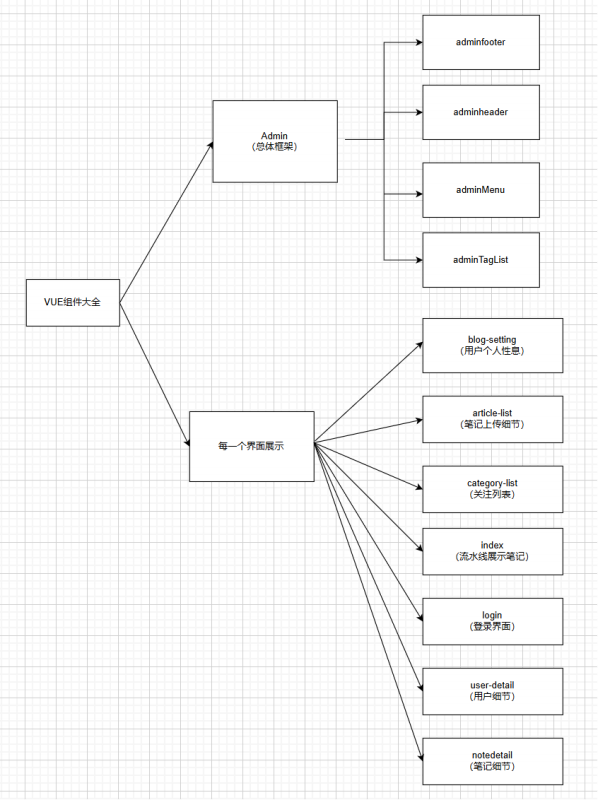 adminfooter
adminheader
Admin
（总体框架）
adminMenu
adminTagList
VUE组件大全
blog-setting
（用户个人性息）
article-list
（笔记上传细节）
每一个界面展示
category-list
（关注列表）
index
（流水线展示笔记）
login
（登录界面）
user-detail
（用户细节）
notedetail
（笔记细节）